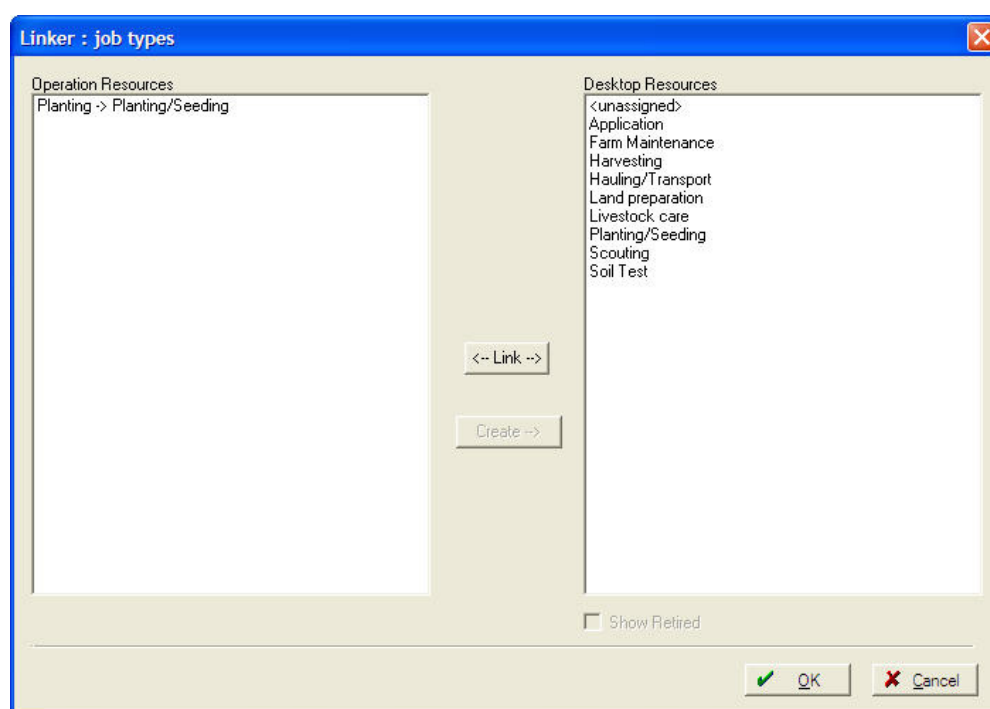 Linker : job types
Operation Resources
Planting -> Planting/Seeding
Desktop Resources
<unassigned>
Application
Farm Maintenance
Harvesting
Hauling/Transport
Land preparation
Livestock care
Planting/Seeding
Scouting
Soil Test
<-- Link -->
Create -->
Show Retired
OK
Cancel